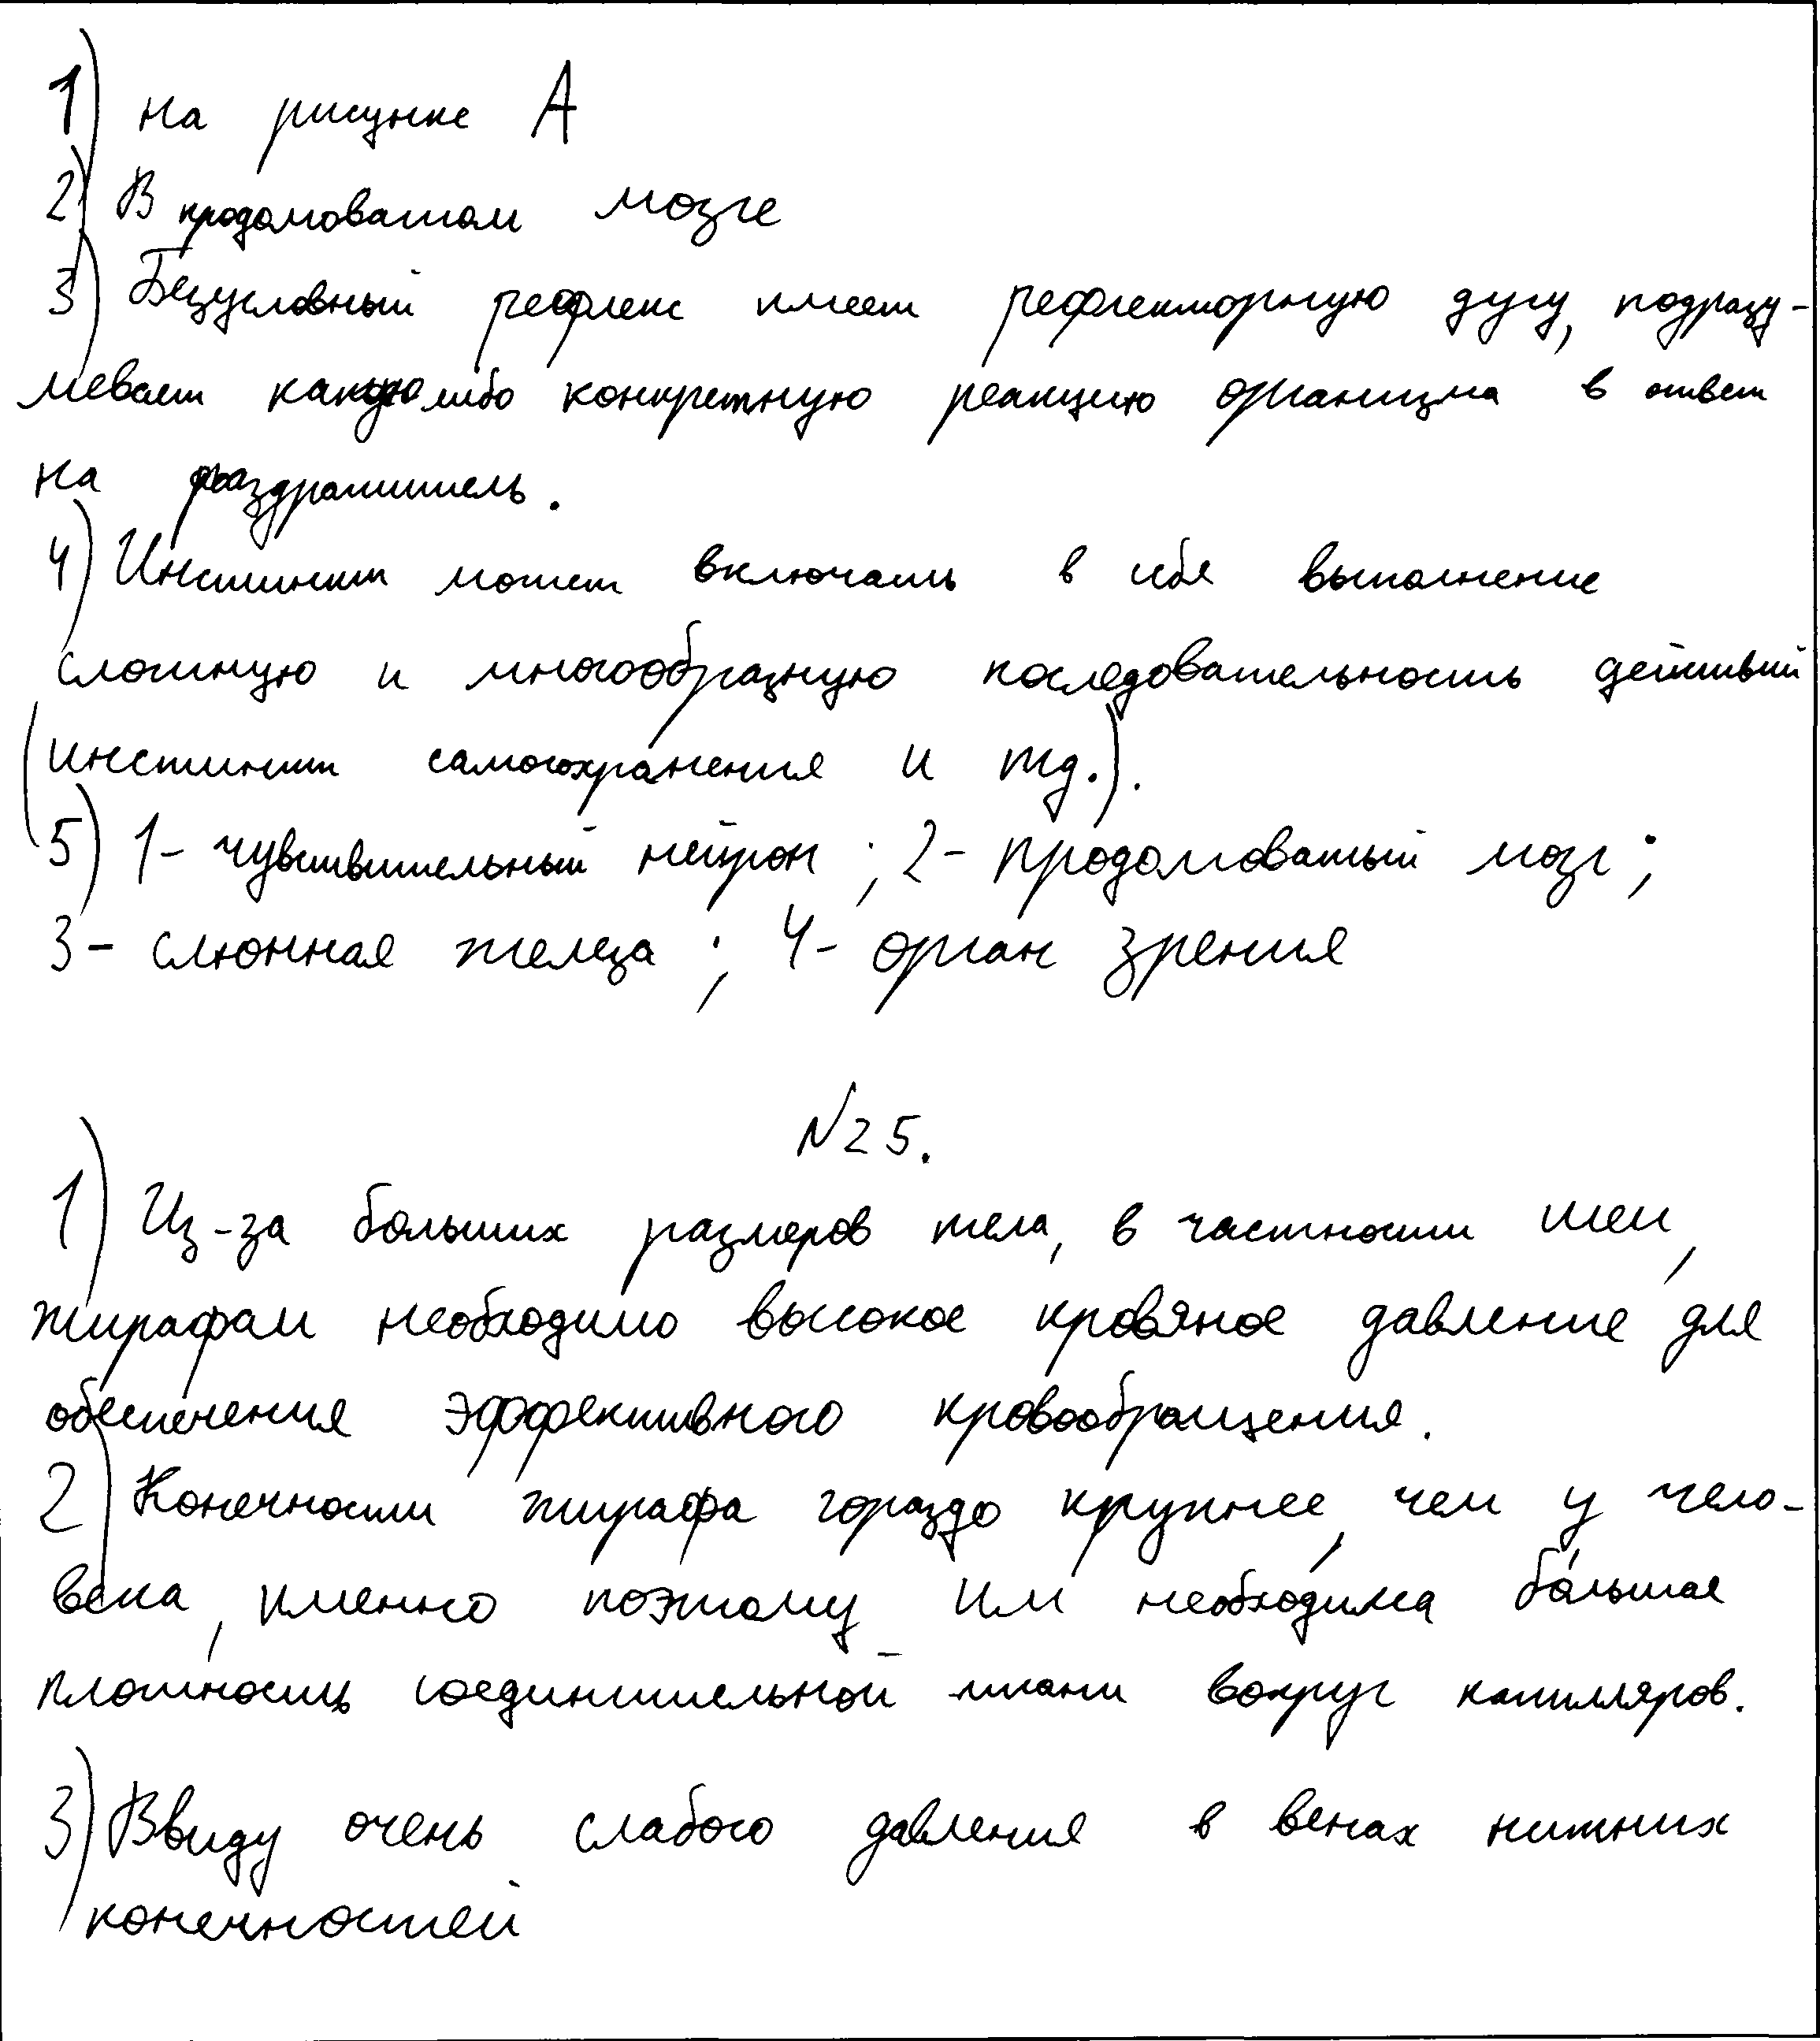 1) на рисунке А
2) В продолговатом мозге
3) Безусловный рефлекс имеет рефлекторную дугу, подразу-
мевает какую либо конкретную реакцию организма в ответ
на раздражитель.
4) Инстинкт может включать в себя выполнение
сложную и многообразную последовательность действий
(инстинкт самосохранения и тд.).
5) 1- чувствительный нейрон ; 2- продолговатый мозг ;
3- слюнная железа ; 4- орган зрения
№25.
1) Из-за больших размеров тела, в частности шеи,
жирафам необходимо высокое кровяное давление для
обеспечения эффективного кровообращения.
2) Конечности жирафа гораздо крупнее, чем у чело-
века, именно поэтому им необходима бо́льшая
плотность соединительной ткани вокруг капилляров.
3) Ввиду очень слабого давления в венах нижних
конечностей